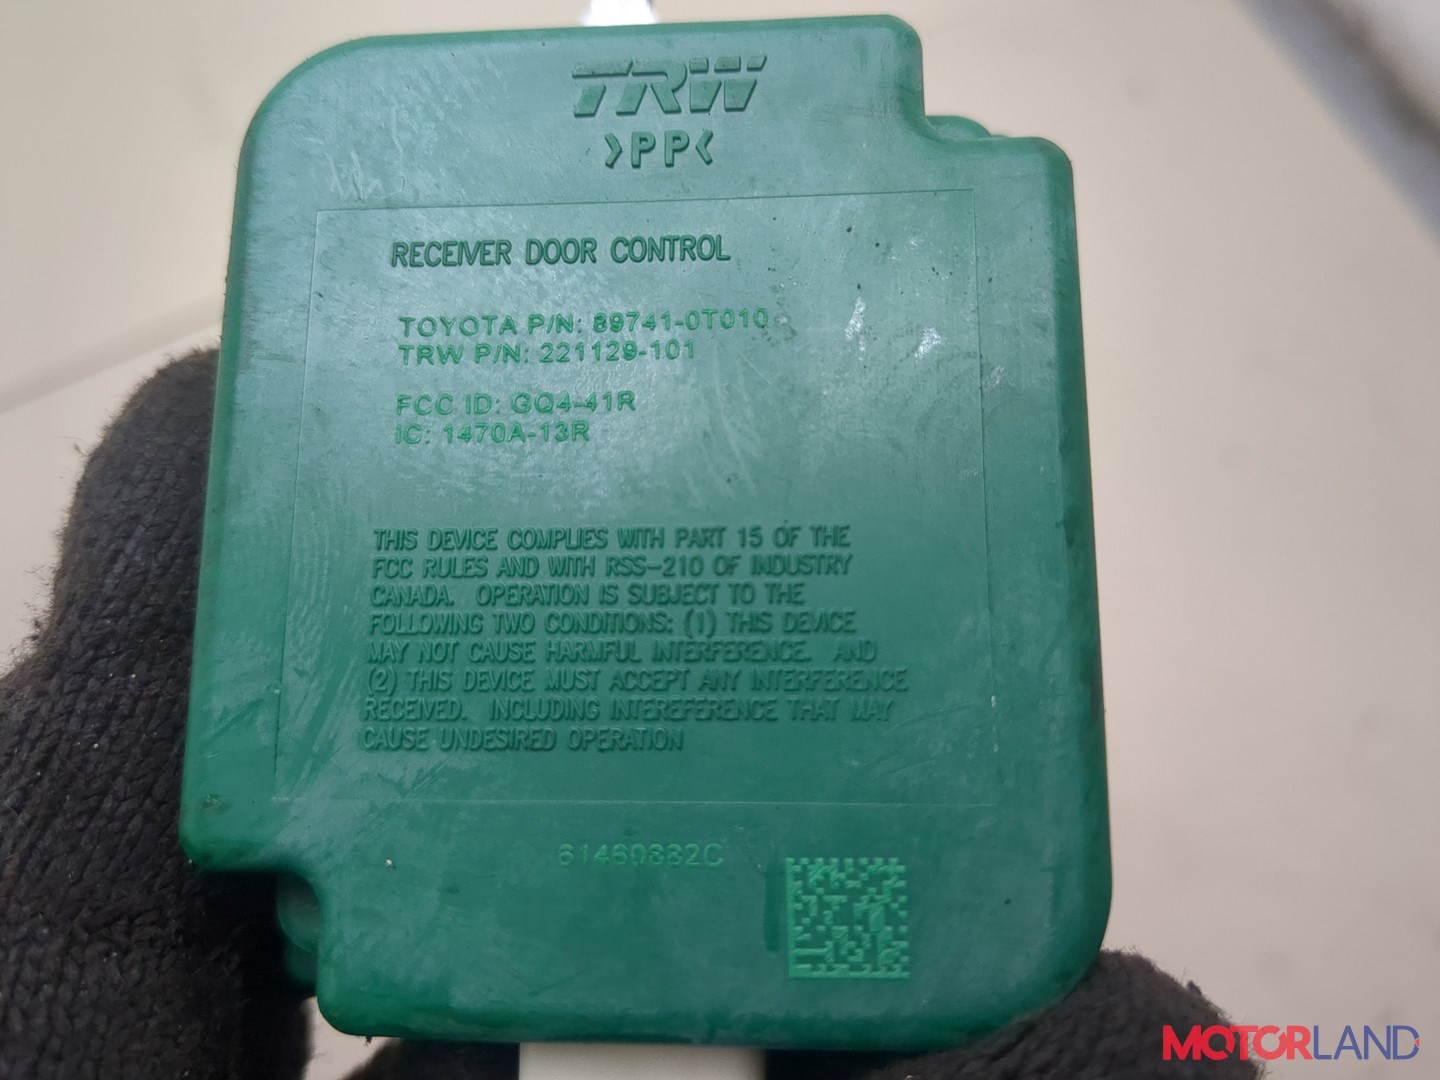 TRW
>PP<
RECEIVER DOOR CONTROL
TOYOTA P/N: 89741-0T010
TRW P/N: 221129-101
FCC ID: GQ4-41R
IC: 1470A-13R
THIS DEVICE COMPLIES WITH PART 15 OF THE
FCC RULES AND WITH RSS-210 OF INDUSTRY
CANADA. OPERATION IS SUBJECT TO THE
FOLLOWING TWO CONDITIONS: (1) THIS DEVICE
MAY NOT CAUSE HARMFUL INTERFERENCE. AND
(2) THIS DEVICE MUST ACCEPT ANY INTERFERENCE
RECEIVED. INCLUDING INTEREFERENCE THAT MAY
CAUSE UNDESIRED OPERATION
61460882C
MOTORLAND